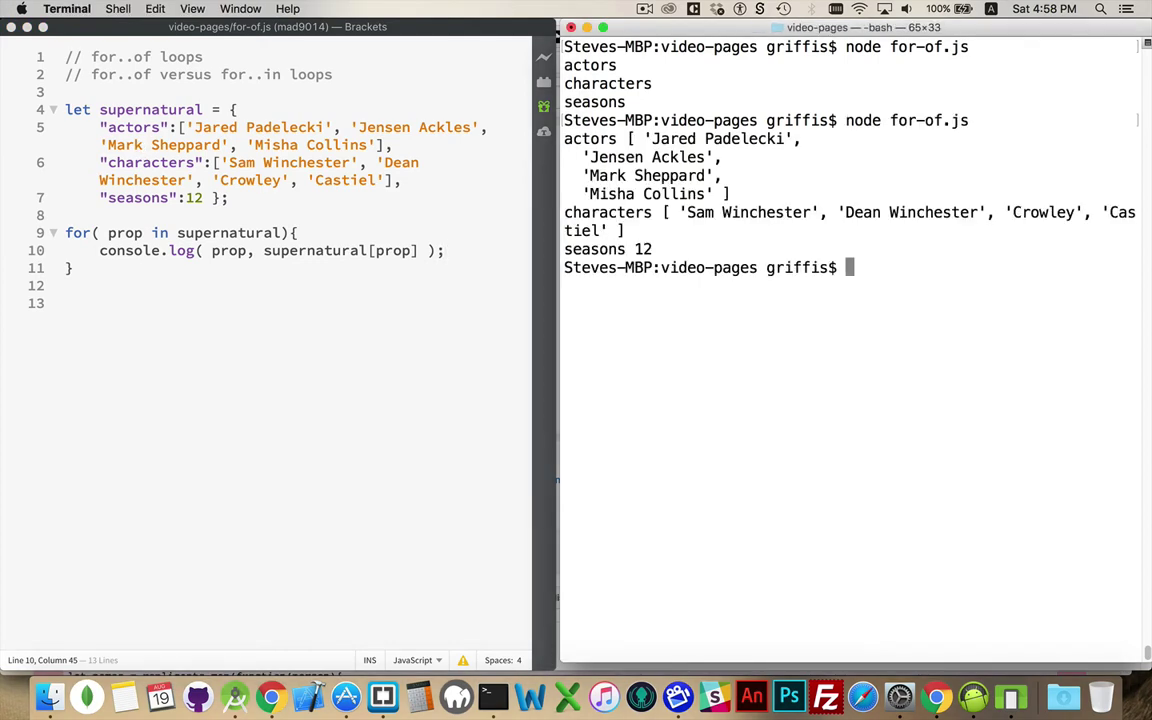 Terminal Shell Edit View Window Help
100% Sat 4:58 PM
video-pages/for-of.js (mad9014) — Brackets
1 // for..of loops
2 // for..of versus for..in loops
3
4 let supernatural = {
5 "actors":['Jared Padelecki', 'Jensen Ackles',
'Mark Sheppard', 'Misha Collins'],
6 "characters":['Sam Winchester', 'Dean
Winchester', 'Crowley', 'Castiel'],
7 "seasons":12 };
8
9 for( prop in supernatural){
10 console.log( prop, supernatural[prop] );
11 }
12
13
Line 10, Column 45 — 13 Lines
INS JavaScript Spaces: 4
video-pages — -bash — 65×33
[Steves-MBP:video-pages griffis$ node for-of.js ]
actors
characters
seasons
[Steves-MBP:video-pages griffis$ node for-of.js ]
actors [ 'Jared Padelecki',
'Jensen Ackles',
'Mark Sheppard',
'Misha Collins' ]
characters [ 'Sam Winchester', 'Dean Winchester', 'Crowley', 'Cas
tiel' ]
seasons 12
Steves-MBP:video-pages griffis$
19
An
Ps
Fz